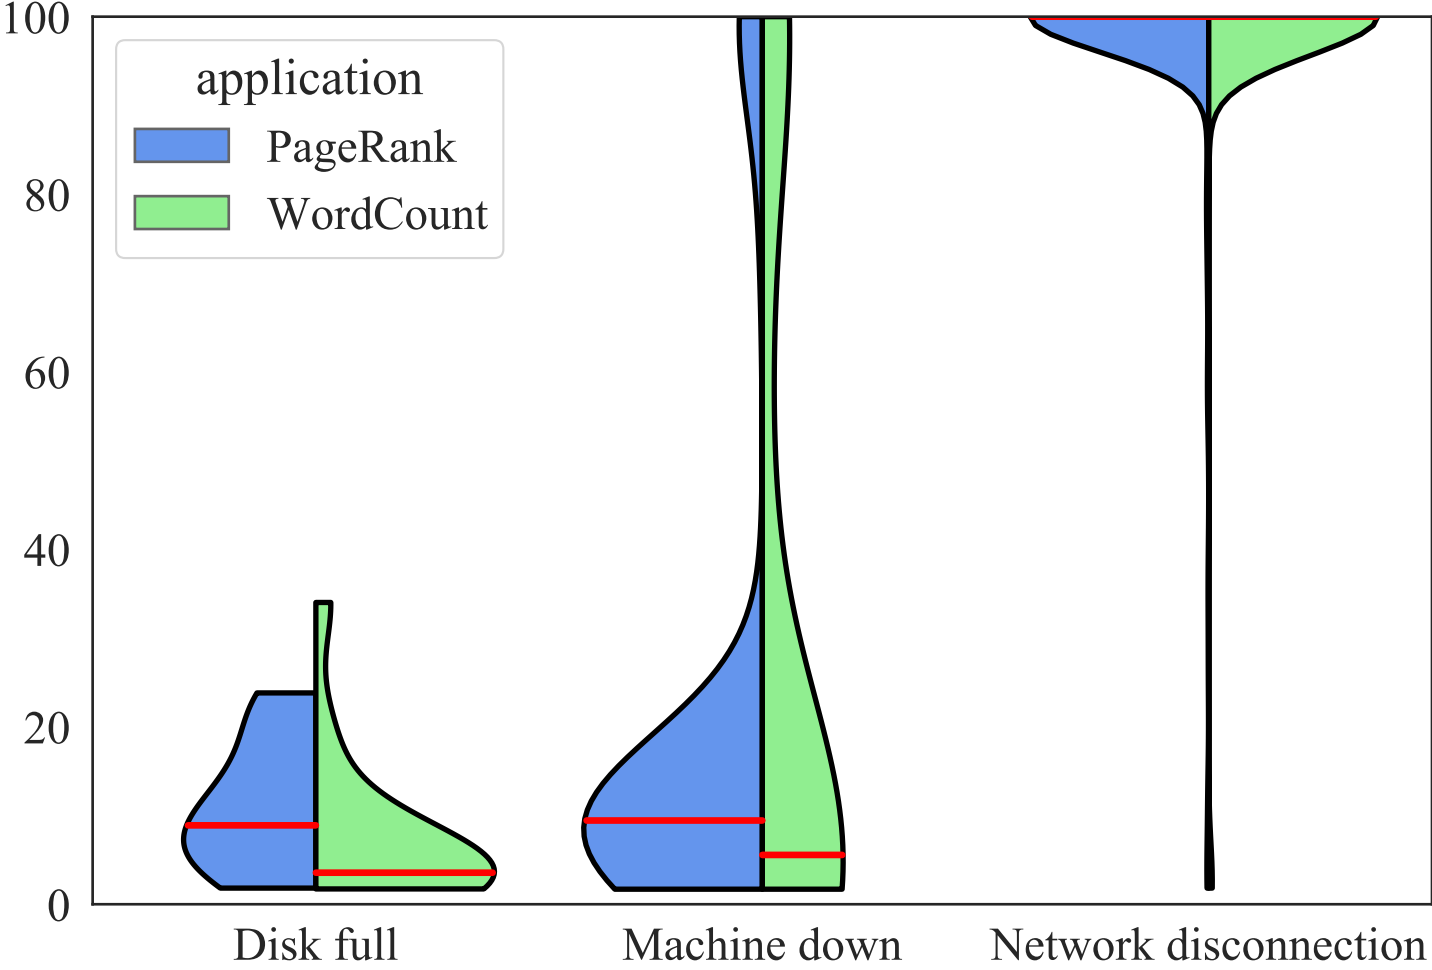 100
80
60
40
20
0
application
PageRank
WordCount
Disk full
Machine down
Network disconnection